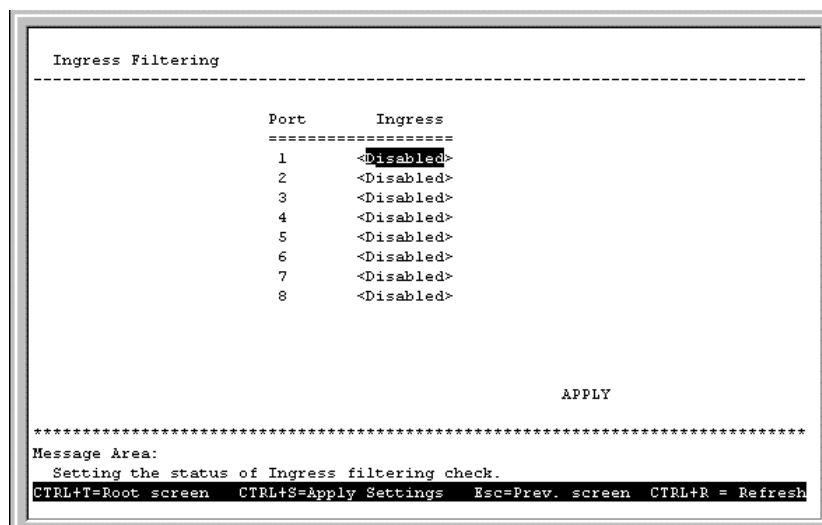 Ingress Filtering
--------------------------------------------------------------------------------
Port Ingress
===================
1 <Disabled>
2 <Disabled>
3 <Disabled>
4 <Disabled>
5 <Disabled>
6 <Disabled>
7 <Disabled>
8 <Disabled>
APPLY
********************************************************************************
Message Area:
Setting the status of Ingress filtering check.
CTRL+T=Root screen CTRL+S=Apply Settings Esc=Prev. screen CTRL+R = Refresh